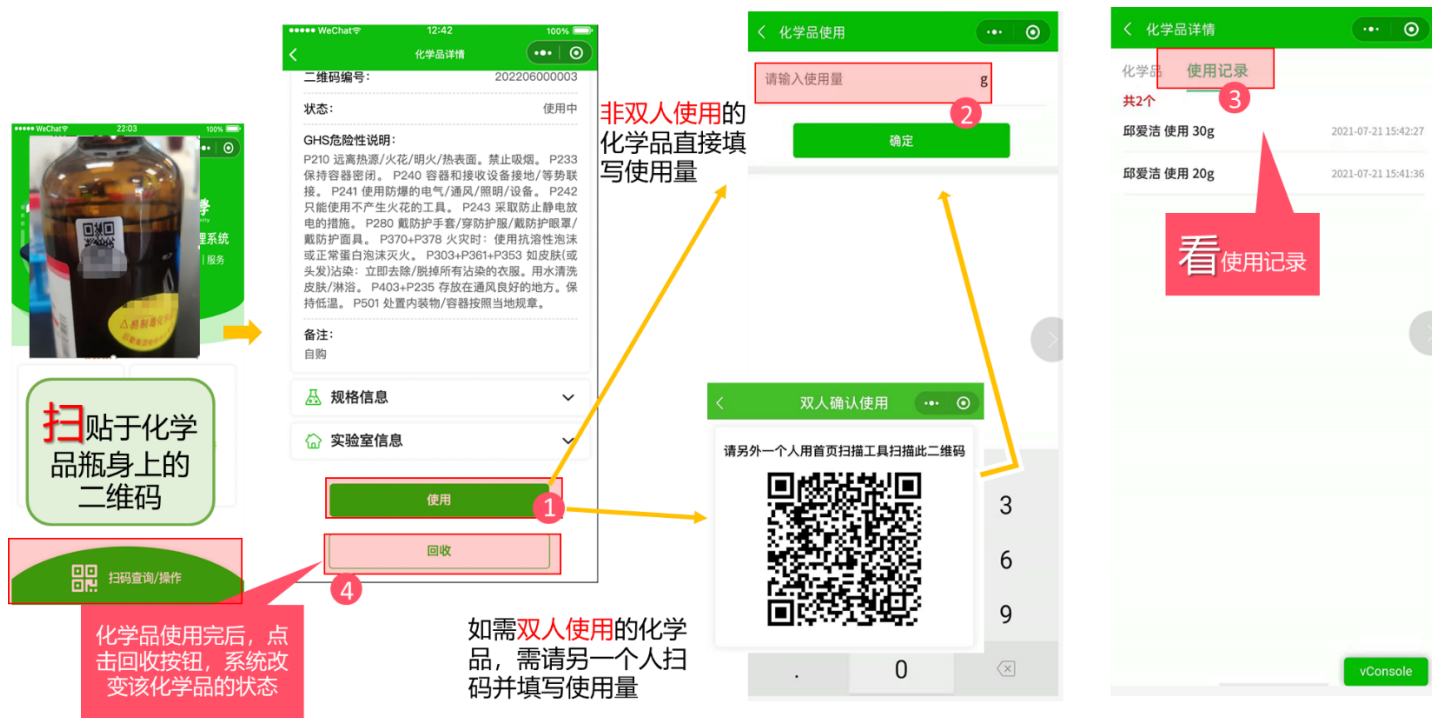 WeChat 22:03 100%
学
理系统
| 服务
易制毒化学
扫贴于化学
品瓶身上的
二维码
扫码查询/操作
化学品使用完后，点
击回收按钮，系统改
变该化学品的状态
WeChat 12:42 100%
化学品详情
二维码编号： 202206000003
状态： 使用中
GHS危险性说明：
P210 远离热源/火花/明火/热表面。禁止吸烟。 P233
保持容器密闭。 P240 容器和接收设备接地/等势联
接。 P241 使用防爆的电气/通风/照明/设备。 P242
只能使用不产生火花的工具。 P243 采取防止静电放
电的措施。 P280 戴防护手套/穿防护服/戴防护眼罩/
戴防护面具。 P370+P378 火灾时：使用抗溶性泡沫
或正常蛋白泡沫灭火。 P303+P361+P353 如皮肤(或
头发)沾染：立即去除/脱掉所有沾染的衣服。用水清洗
皮肤/淋浴。 P403+P235 存放在通风良好的地方。保
持低温。 P501 处置内装物/容器按照当地规章。
备注：
自购
规格信息
实验室信息
使用
1
回收
4
非双人使用的
化学品直接填
写使用量
如需双人使用的化学
品，需请另一个人扫
码并填写使用量
化学品使用
请输入使用量 g
2
确定
双人确认使用
请另外一个人用首页扫描工具扫描此二维码
3
6
9
. 0
化学品详情
化学品 使用记录
3
共2个
邱爱洁 使用 30g 2021-07-21 15:42:27
邱爱洁 使用 20g 2021-07-21 15:41:36
看使用记录
vConsole